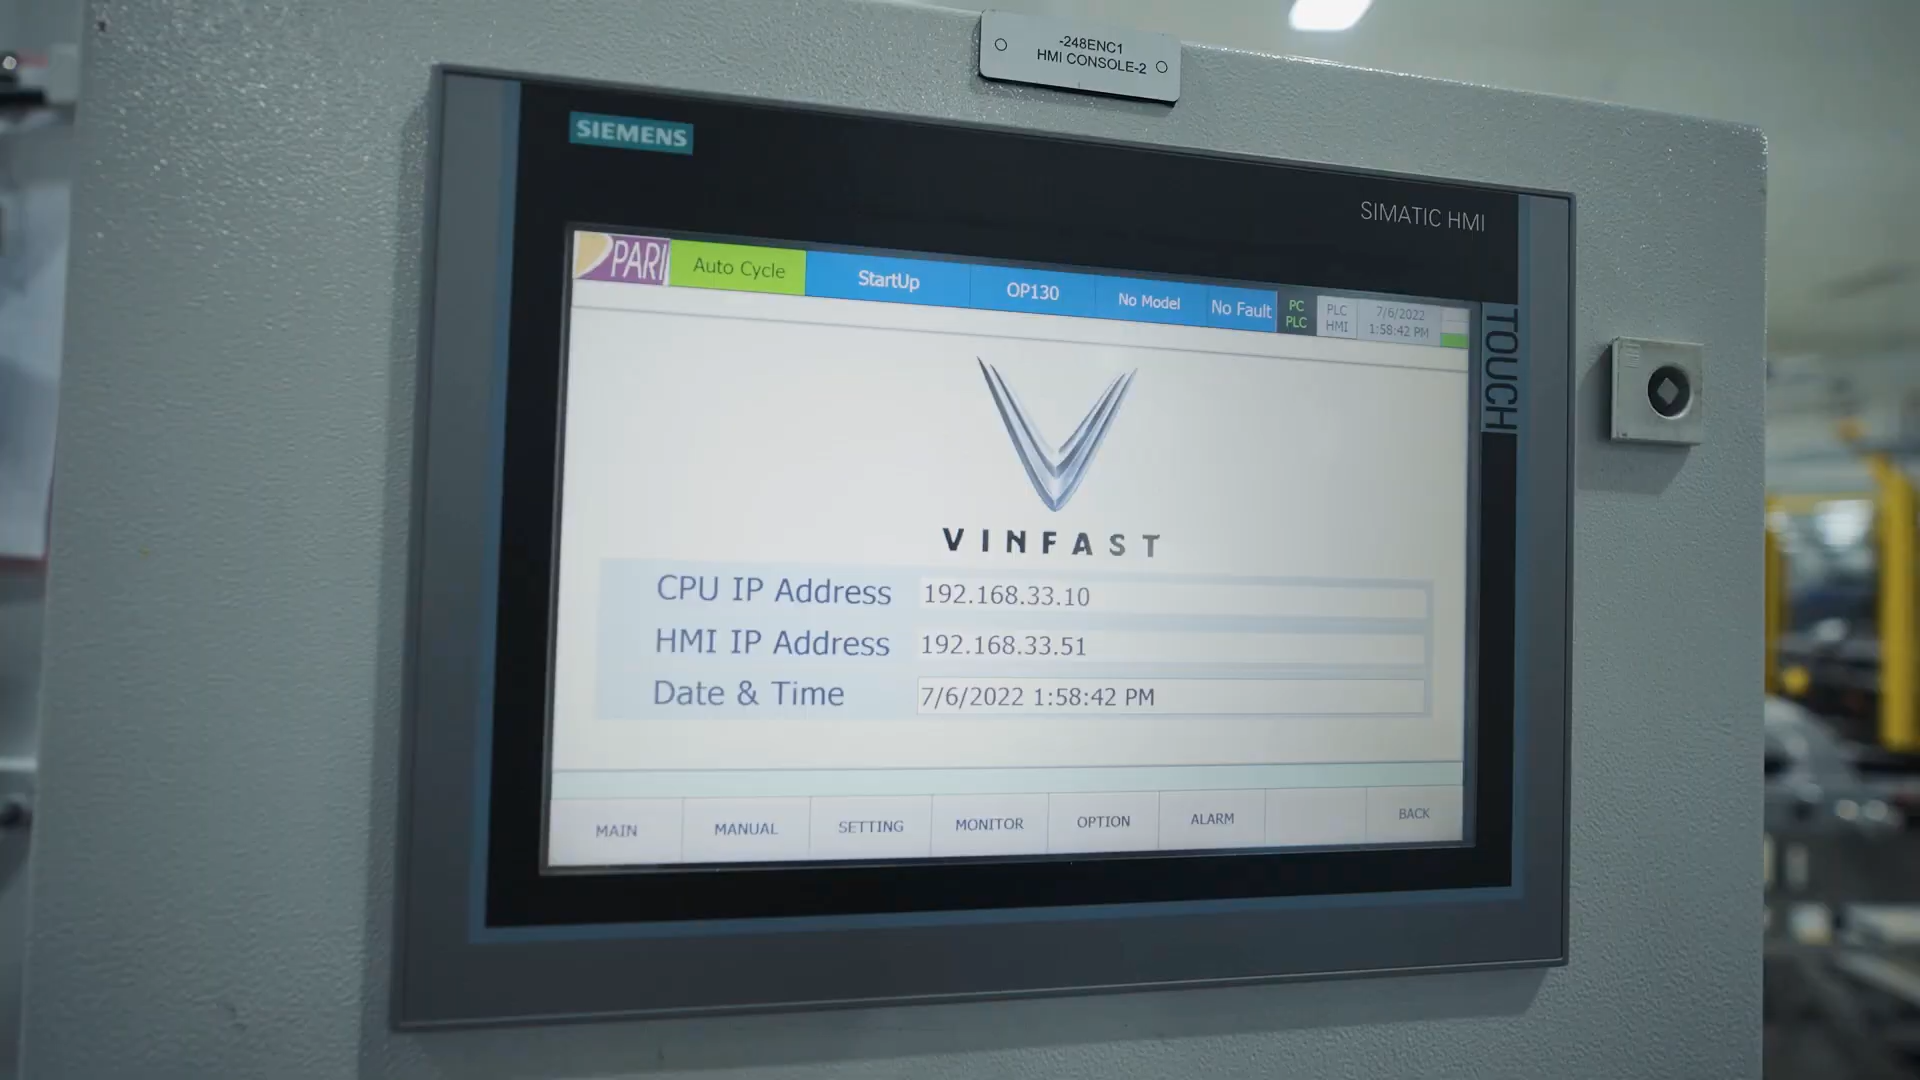 -248ENC1
HMI CONSOLE-2
SIEMENS
SIMATIC HMI
TOUCH
PARI
Auto Cycle
StartUp
OP130
No Model
No Fault
PC
PLC
PLC
HMI
7/6/2022
1:58:42 PM
VINFAST
CPU IP Address 192.168.33.10
HMI IP Address 192.168.33.51
Date & Time 7/6/2022 1:58:42 PM
MAIN MANUAL SETTING MONITOR OPTION ALARM BACK